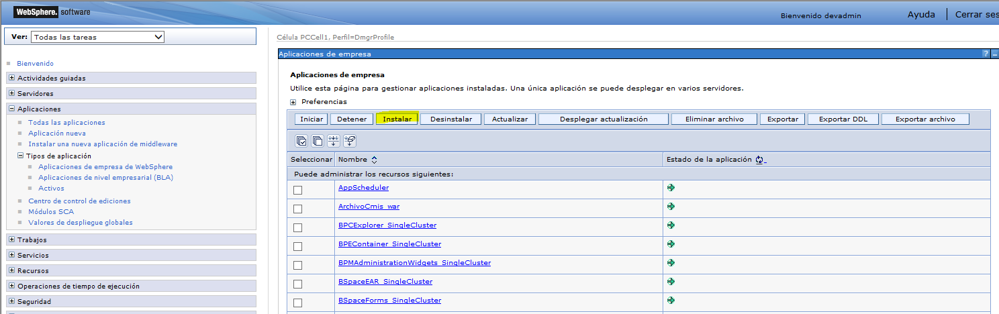 WebSphere. software
Bienvenido devadmin
Ayuda
Cerrar ses
Ver: Todas las tareas
Bienvenido
Actividades guiadas
Servidores
Aplicaciones
Todas las aplicaciones
Aplicación nueva
Instalar una nueva aplicación de middleware
Tipos de aplicación
Aplicaciones de empresa de WebSphere
Aplicaciones de nivel empresarial (BLA)
Activos
Centro de control de ediciones
Módulos SCA
Valores de despliegue globales
Trabajos
Servicios
Recursos
Operaciones de tiempo de ejecución
Seguridad
Célula PCCell1, Perfil=DmgrProfile
Aplicaciones de empresa
Aplicaciones de empresa
Utilice esta página para gestionar aplicaciones instaladas. Una única aplicación se puede desplegar en varios servidores.
Preferencias
Iniciar Detener Instalar Desinstalar Actualizar Desplegar actualización Eliminar archivo Exportar Exportar DDL Exportar archivo
Seleccionar Nombre Estado de la aplicación
Puede administrar los recursos siguientes:
AppScheduler
ArchivoCmis_war
BPCExplorer_SingleCluster
BPEContainer_SingleCluster
BPMAdministrationWidgets_SingleCluster
BSpaceEAR_SingleCluster
BSpaceForms_SingleCluster